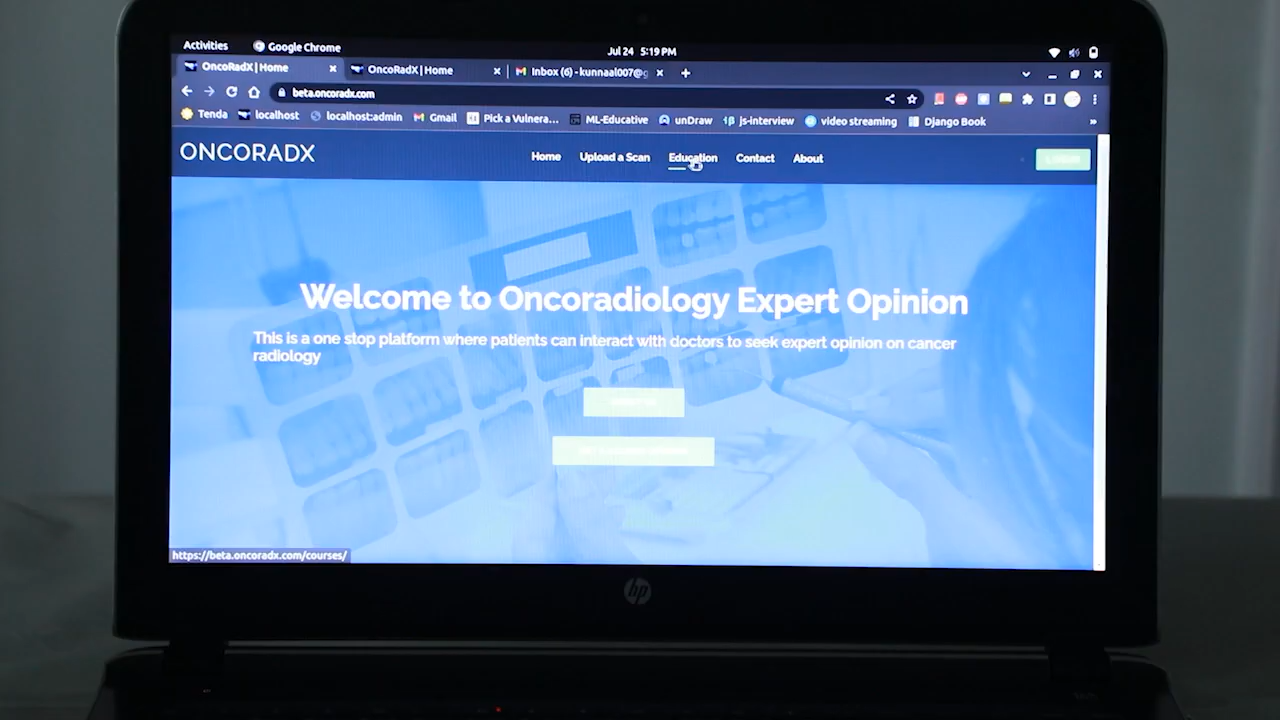 Activities
Google Chrome
Jul 24 5:19 PM
OncoRadX | Home
OncoRadX | Home
Inbox (6) - kunnaal007@g
beta.oncoradx.com
Tenda
localhost
localhost:admin
Gmail
Pick a Vulnera...
ML-Educative
unDraw
js-interview
video streaming
Django Book
ONCORADX
Home
Upload a Scan
Education
Contact
About
Welcome to Oncoradiology Expert Opinion
This is a one stop platform where patients can interact with doctors to seek expert opinion on cancer
radiology
https://beta.oncoradx.com/courses/
hp